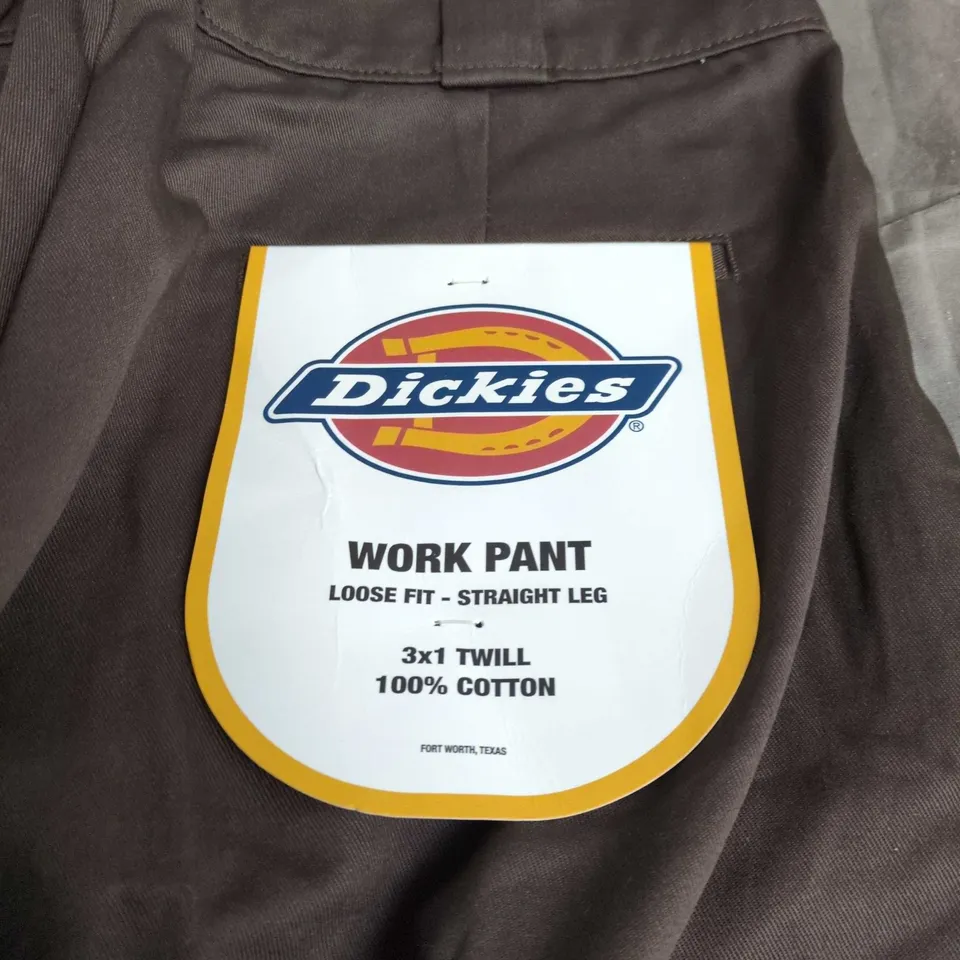 Dickies
®
WORK PANT
LOOSE FIT - STRAIGHT LEG
3x1 TWILL
100% COTTON
FORT WORTH, TEXAS